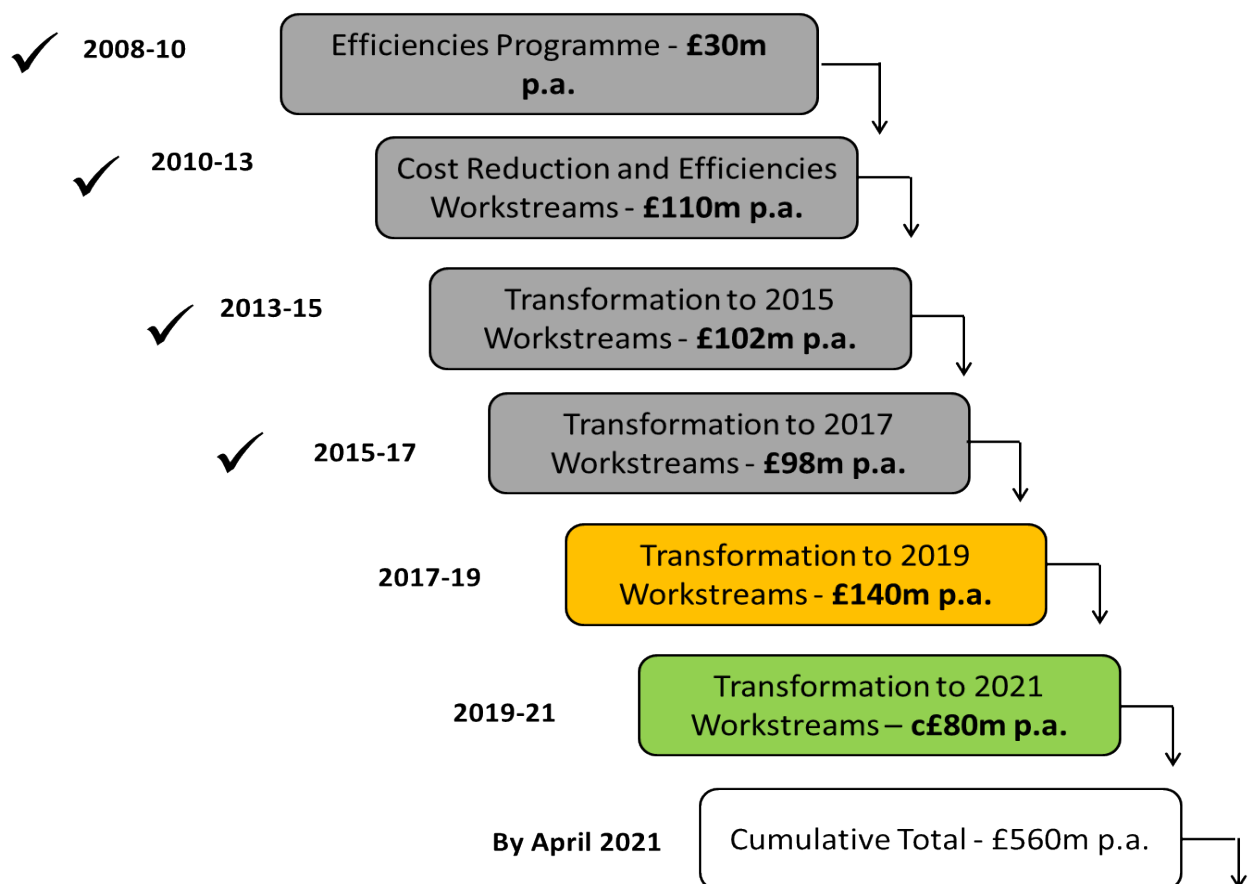 2008-10
Efficiencies Programme - £30m
p.a.
2010-13
Cost Reduction and Efficiencies
Workstreams - £110m p.a.
2013-15
Transformation to 2015
Workstreams - £102m p.a.
2015-17
Transformation to 2017
Workstreams - £98m p.a.
2017-19
Transformation to 2019
Workstreams - £140m p.a.
2019-21
Transformation to 2021
Workstreams – c£80m p.a.
By April 2021
Cumulative Total - £560m p.a.